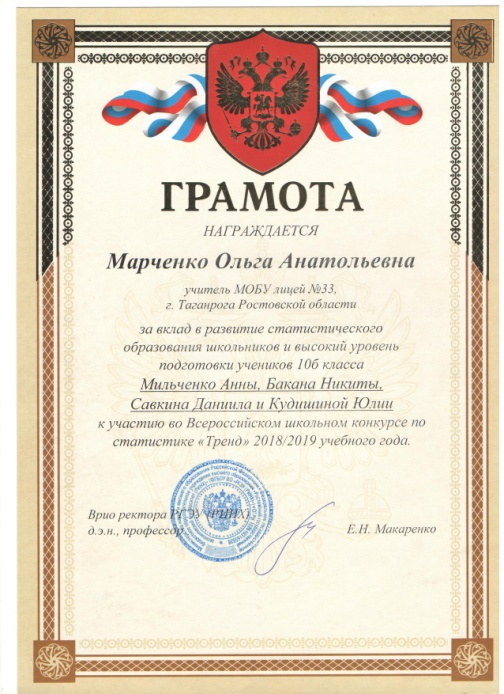 ГРАМОТА
НАГРАЖДАЕТСЯ
Марченко Ольга Анатольевна
учитель МОБУ лицей №33,
г. Таганрога Ростовской области
за вклад в развитие статистического
образования школьников и высокий уровень
подготовки учеников 10б класса
Мильченко Анны, Бакана Никиты,
Савкина Даниила и Кудишиной Юлии
к участию во Всероссийском школьном конкурсе по
статистике «Тренд» 2018/2019 учебного года.
Врио ректора РГЭУ (РИНХ)
д.э.н., профессор
Е.Н. Макаренко